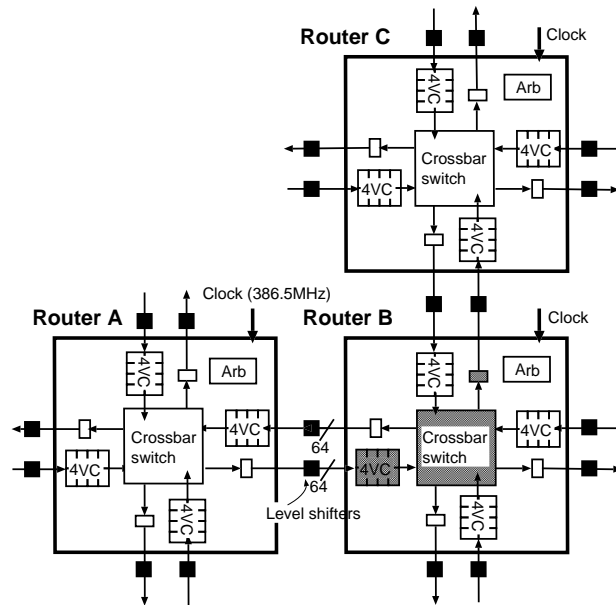 Router C
Clock
4VC
Arb
4VC
Crossbar
switch
4VC
4VC
Clock (386.5MHz)
Router A
Router B
Clock
4VC
Arb
4VC
Arb
4VC
Crossbar
switch
4VC
64
64
4VC
Crossbar
switch
4VC
4VC
Level shifters
4VC